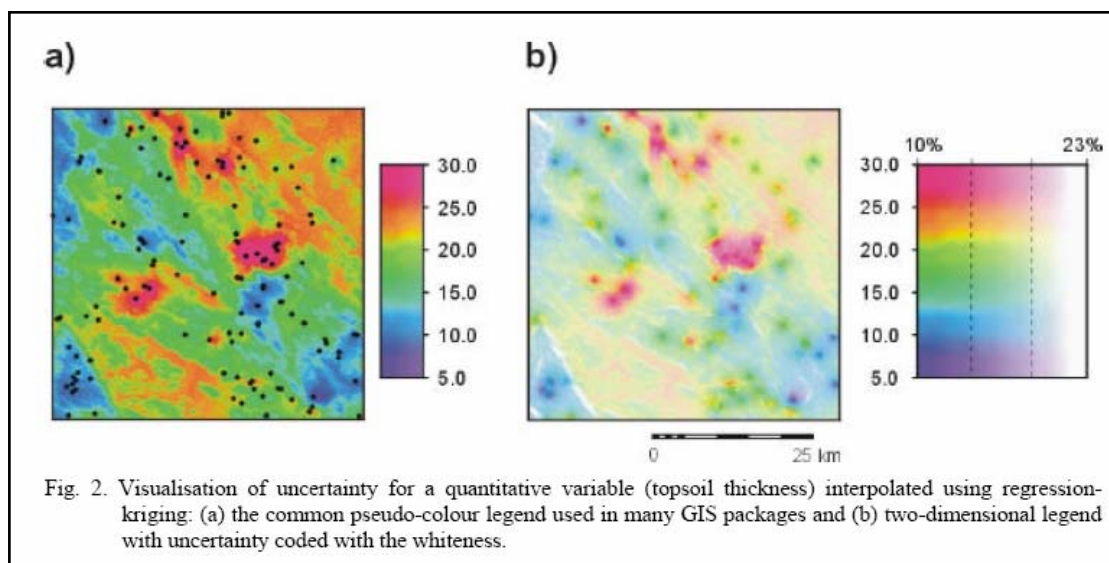 a)
b)
10% 23%
30.0 30.0
25.0 25.0
20.0 20.0
15.0 15.0
10.0 10.0
5.0 5.0
0 25 km
Fig. 2. Visualisation of uncertainty for a quantitative variable (topsoil thickness) interpolated using regression-
kriging: (a) the common pseudo-colour legend used in many GIS packages and (b) two-dimensional legend
with uncertainty coded with the whiteness.